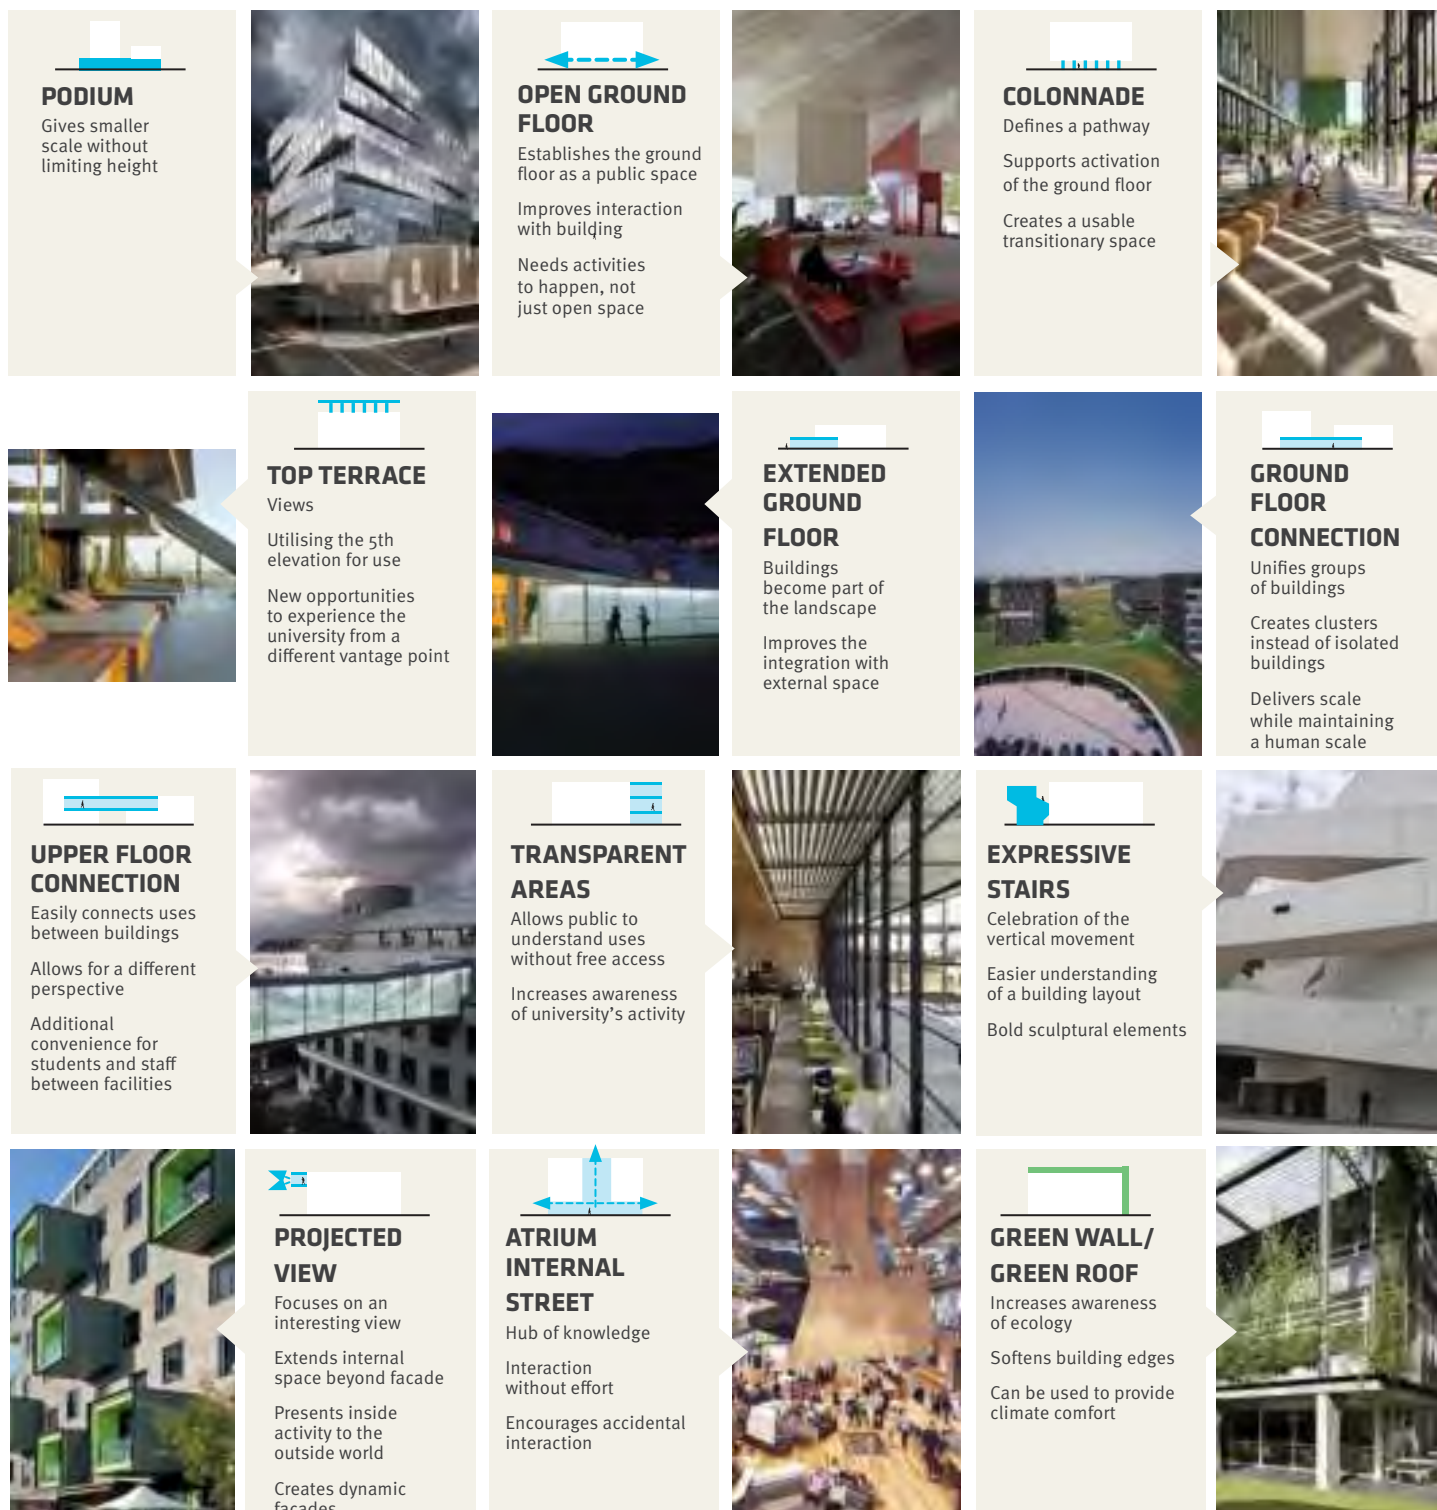 PODIUM
Gives smaller
scale without
limiting height
OPEN GROUND
FLOOR
Establishes the ground
floor as a public space
Improves interaction
with building
Needs activities
to happen, not
just open space
COLONNADE
Defines a pathway
Supports activation
of the ground floor
Creates a usable
transitionary space
TOP TERRACE
Views
Utilising the 5th
elevation for use
New opportunities
to experience the
university from a
different vantage point
EXTENDED
GROUND
FLOOR
Buildings
become part of
the landscape
Improves the
integration with
external space
GROUND
FLOOR
CONNECTION
Unifies groups
of buildings
Creates clusters
instead of isolated
buildings
Delivers scale
while maintaining
a human scale
UPPER FLOOR
CONNECTION
Easily connects uses
between buildings
Allows for a different
perspective
Additional
convenience for
students and staff
between facilities
TRANSPARENT
AREAS
Allows public to
understand uses
without free access
Increases awareness
of university's activity
EXPRESSIVE
STAIRS
Celebration of the
vertical movement
Easier understanding
of a building layout
Bold sculptural elements
PROJECTED
VIEW
Focuses on an
interesting view
Extends internal
space beyond facade
Presents inside
activity to the
outside world
Creates dynamic
facades
ATRIUM
INTERNAL
STREET
Hub of knowledge
Interaction
without effort
Encourages accidental
interaction
GREEN WALL/
GREEN ROOF
Increases awareness
of ecology
Softens building edges
Can be used to provide
climate comfort